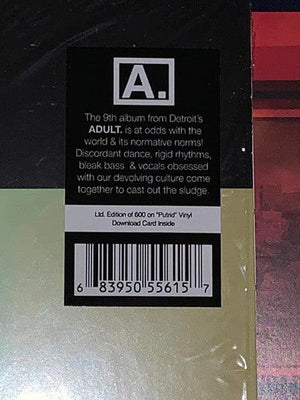 A.
The 9th album from Detroit's
ADULT. is at odds with the
world & its normative norms!
Discordant dance, rigid rhythms,
bleak bass & vocals obsessed
with our devolving culture come
together to cast out the sludge.
Ltd. Edition of 600 on "Putrid" Vinyl
Download Card Inside
6 83950 55615 7